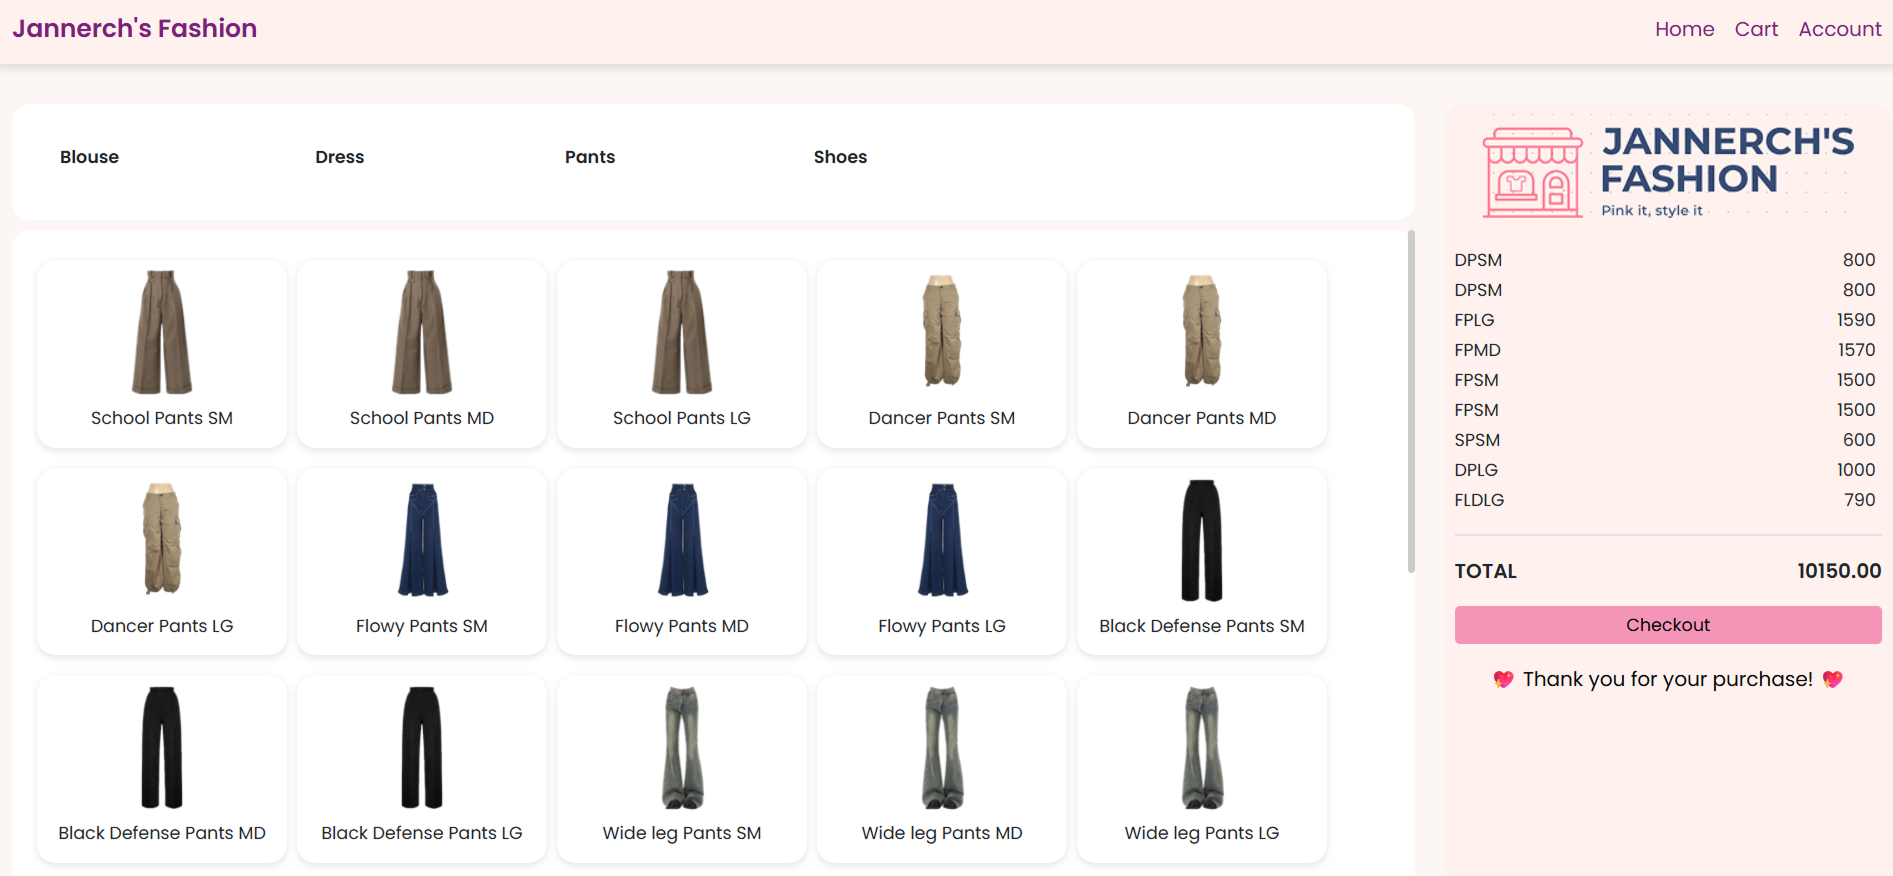 Jannerch's Fashion
Home Cart Account
Blouse Dress Pants Shoes
School Pants SM
School Pants MD
School Pants LG
Dancer Pants SM
Dancer Pants MD
Dancer Pants LG
Flowy Pants SM
Flowy Pants MD
Flowy Pants LG
Black Defense Pants SM
Black Defense Pants MD
Black Defense Pants LG
Wide leg Pants SM
Wide leg Pants MD
Wide leg Pants LG
JANNERCH'S
FASHION
Pink it, style it
DPSM 800
DPSM 800
FPLG 1590
FPMD 1570
FPSM 1500
FPSM 1500
SPSM 600
DPLG 1000
FLDLG 790
TOTAL 10150.00
Checkout
💖 Thank you for your purchase! 💖